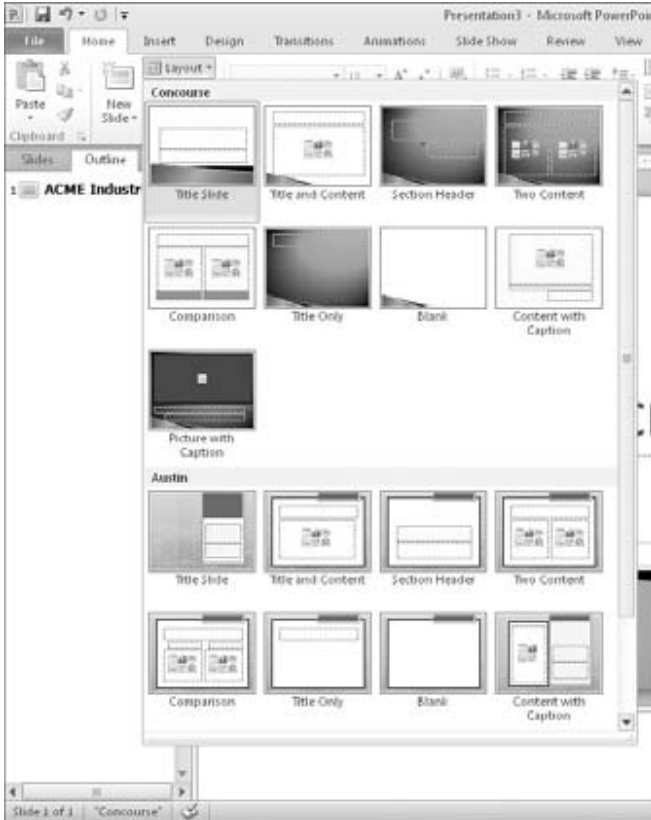 Presentation3 - Microsoft PowerPoi
File Home Insert Design Transitions Animations Slide Show Review View
Layout
Paste
New
Slide
Clipboard
Concourse
Slides Outline
1 ACME Industr
Title Slide Title and Content Section Header Two Content
Comparison Title Only Blank Content with
Caption
Picture with
Caption
Austin
Title Slide Title and Content Section Header Two Content
Comparison Title Only Blank Content with
Caption
Slide 1 of 1 "Concourse"